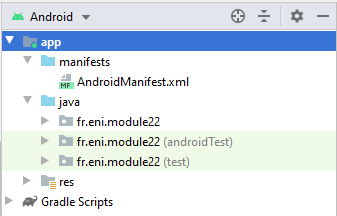 Android
app
manifests
MF AndroidManifest.xml
java
fr.eni.module22
fr.eni.module22 (androidTest)
fr.eni.module22 (test)
res
Gradle Scripts